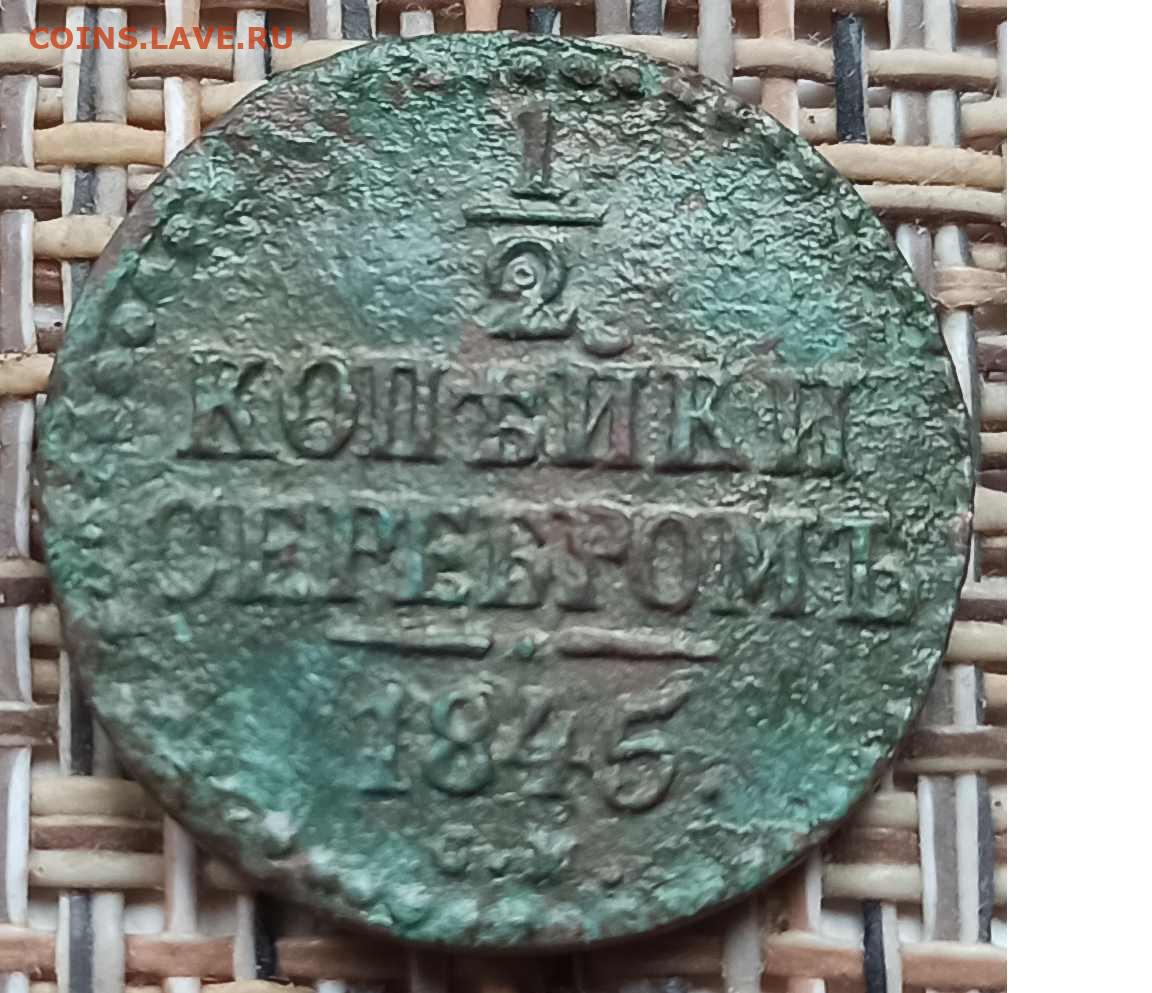 COINS.LAVE.RU
1
2.
КОПѢЙКИ
СЕРЕБРОМЪ
1845.
С.М.